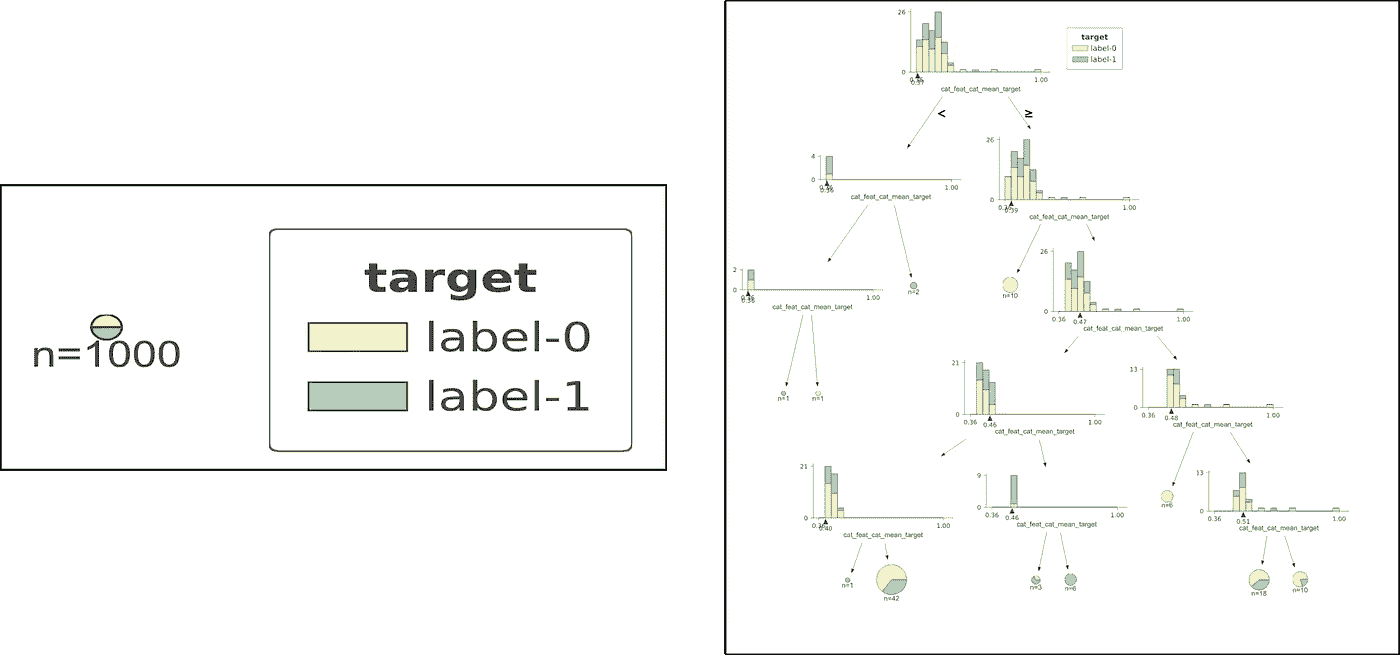 target
label-0
n=1000
label-1
26
target
label-0
label-1
0
1.00
cat_feat_cat_mean_target
<
≥
4
0
0.36
1.00
cat_feat_cat_mean_target
26
0
0.39
1.00
cat_feat_cat_mean_target
2
0
1.00
cat_feat_cat_mean_target
n=2
n=10
26
0
0.36
0.47
1.00
cat_feat_cat_mean_target
n=1
n=1
21
0
0.36
0.46
1.00
cat_feat_cat_mean_target
13
0
0.36
0.48
1.00
cat_feat_cat_mean_target
21
0
0.40
1.00
cat_feat_cat_mean_target
9
0
0.36
0.46
1.00
cat_feat_cat_mean_target
n=6
13
0
0.36
0.51
1.00
cat_feat_cat_mean_target
n=1
n=42
n=3
n=6
n=18
n=10